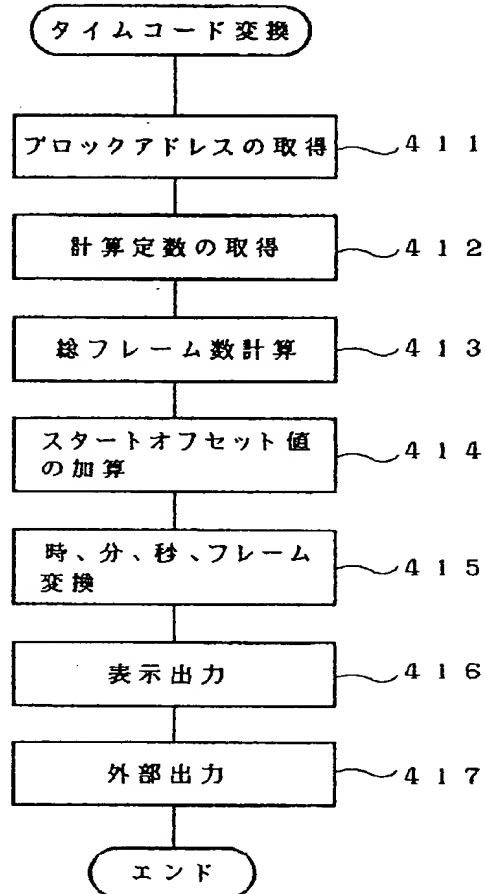 タイムコード変換
ブロックアドレスの取得 411
計算定数の取得 412
総フレーム数計算 413
スタートオフセット値
の加算 414
時、分、秒、フレーム
変換 415
表示出力 416
外部出力 417
エンド